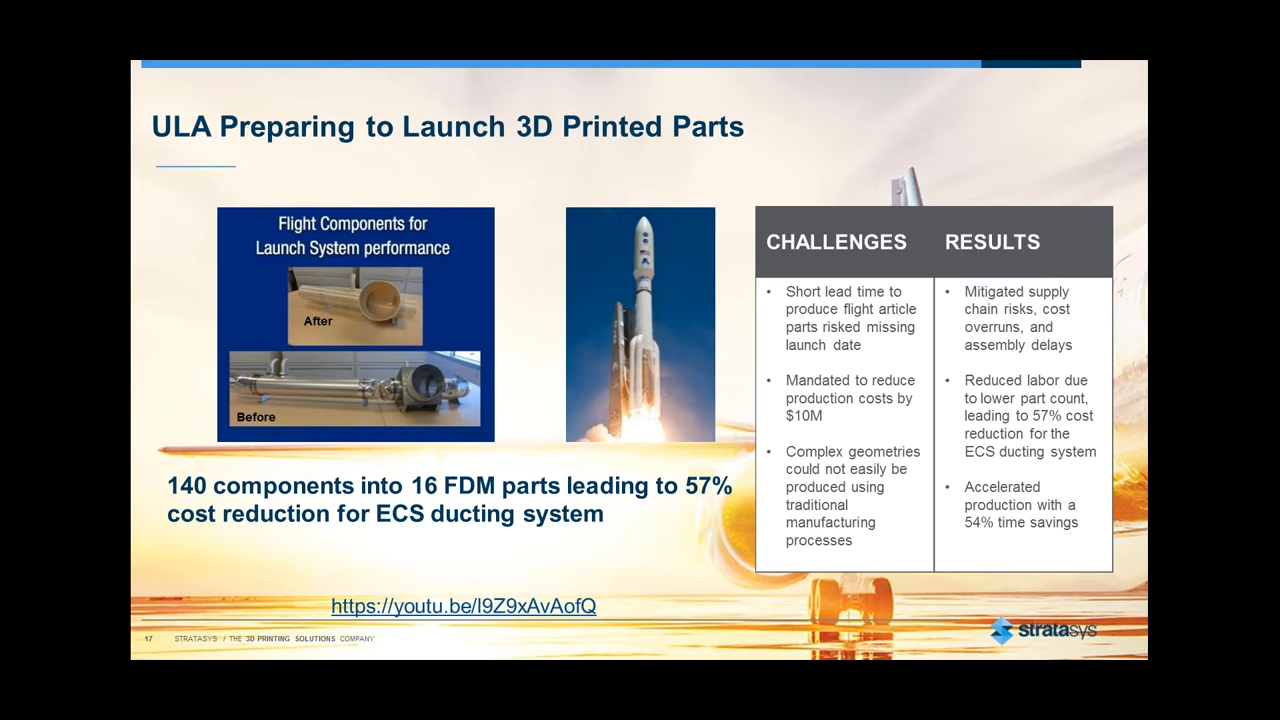 ULA Preparing to Launch 3D Printed Parts
Flight Components for
Launch System performance
After
Before
140 components into 16 FDM parts leading to 57%
cost reduction for ECS ducting system
https://youtu.be/I9Z9xAvAofQ
CHALLENGES
• Short lead time to
produce flight article
parts risked missing
launch date
• Mandated to reduce
production costs by
$10M
• Complex geometries
could not easily be
produced using
traditional
manufacturing
processes
RESULTS
• Mitigated supply
chain risks, cost
overruns, and
assembly delays
• Reduced labor due
to lower part count,
leading to 57% cost
reduction for the
ECS ducting system
• Accelerated
production with a
54% time savings
17 STRATASYS / THE 3D PRINTING SOLUTIONS COMPANY
stratasys